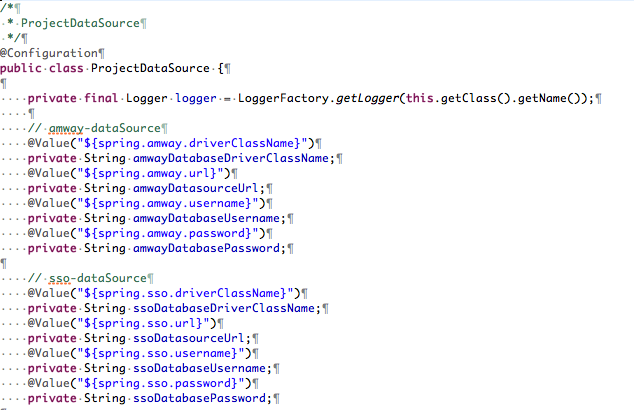 /*¶
 * ProjectDataSource¶
 */¶
@Configuration¶
public class ProjectDataSource {¶
¶
····private final Logger logger = LoggerFactory.getLogger(this.getClass().getName());¶
····¶
····// amway-dataSource¶
····@Value("${spring.amway.driverClassName}")¶
····private String amwayDatabaseDriverClassName;¶
····@Value("${spring.amway.url}")¶
····private String amwayDatasourceUrl;¶
····@Value("${spring.amway.username}")¶
····private String amwayDatabaseUsername;¶
····@Value("${spring.amway.password}")¶
····private String amwayDatabasePassword;¶
¶
····// sso-dataSource¶
····@Value("${spring.sso.driverClassName}")¶
····private String ssoDatabaseDriverClassName;¶
····@Value("${spring.sso.url}")¶
····private String ssoDatasourceUrl;¶
····@Value("${spring.sso.username}")¶
····private String ssoDatabaseUsername;¶
····@Value("${spring.sso.password}")¶
····private String ssoDatabasePassword;¶